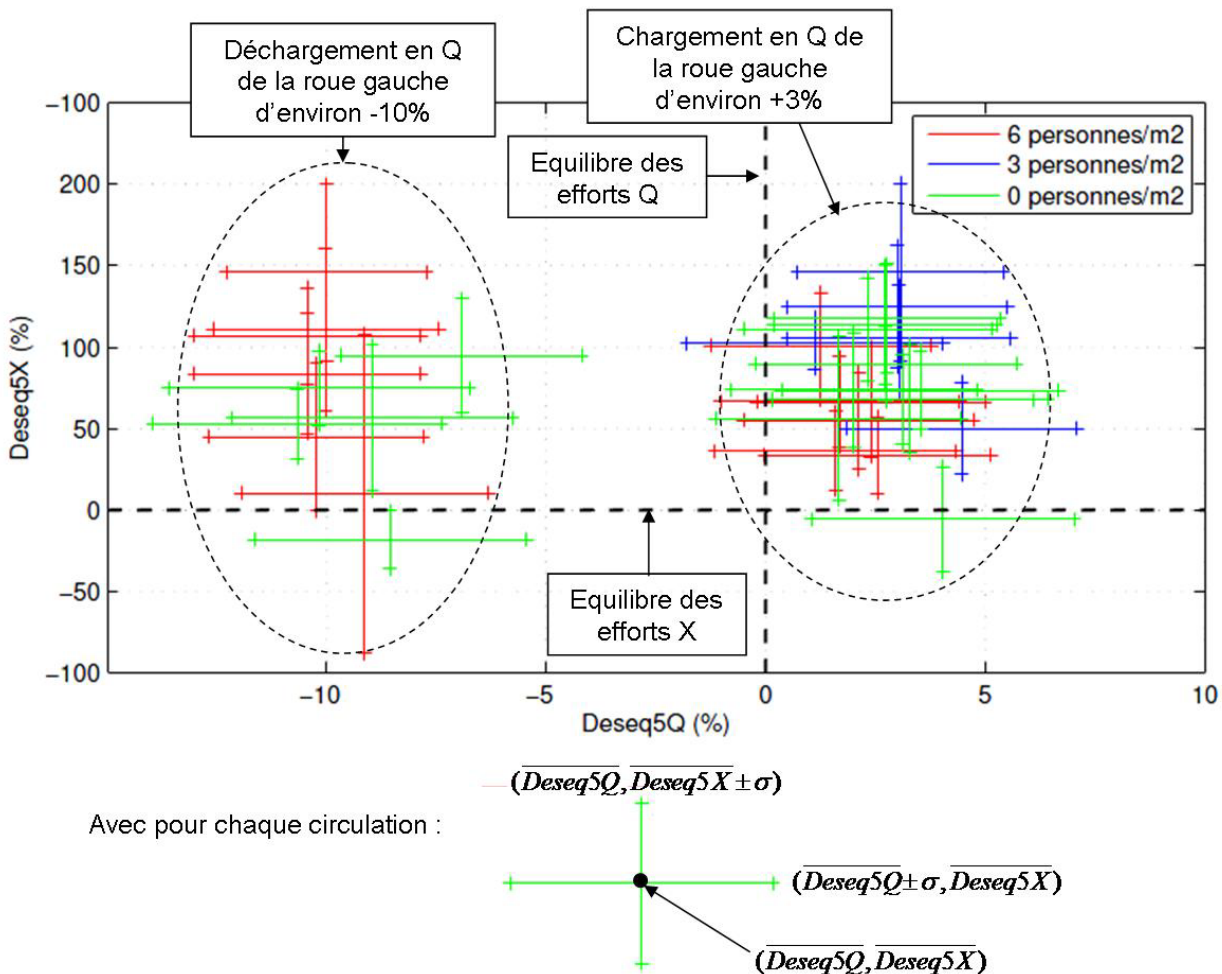 Déchargement en Q
de la roue gauche
d'environ -10%
Chargement en Q de
la roue gauche
d'environ +3%
Equilibre des
efforts Q
6 personnes/m2
3 personnes/m2
0 personnes/m2
−100
200
150
100
50
0
−50
−100
Deseq5X (%)
Equilibre des
efforts X
−10
−5
0
5
10
Deseq5Q (%)
(Deseq5Q, Deseq5X ± σ)
Avec pour chaque circulation :
(Deseq5Q ± σ, Deseq5X)
(Deseq5Q, Deseq5X)